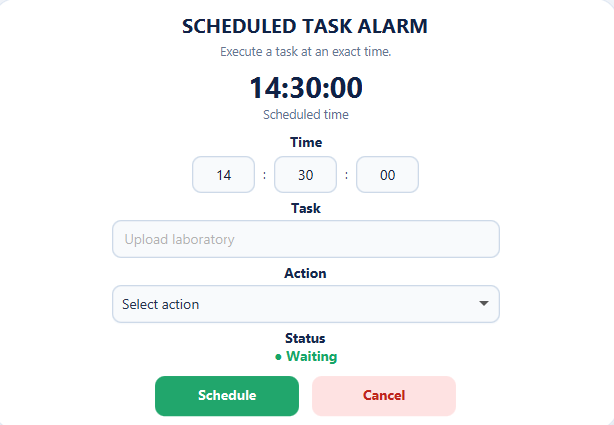 SCHEDULED TASK ALARM
Execute a task at an exact time.
14:30:00
Scheduled time
Time
14 : 30 : 00
Task
Upload laboratory
Action
Select action
Status
● Waiting
Schedule Cancel